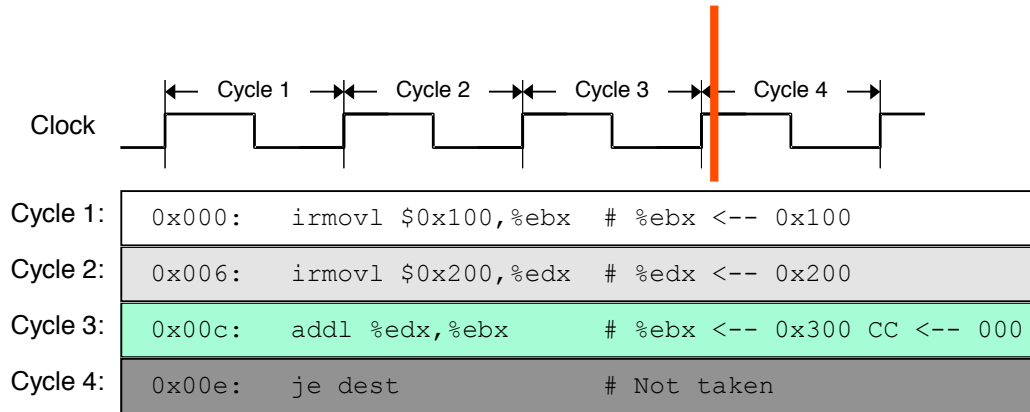 Cycle 1 Cycle 2 Cycle 3 Cycle 4
Clock
Cycle 1: 0x000: irmovl $0x100,%ebx # %ebx <-- 0x100
Cycle 2: 0x006: irmovl $0x200,%edx # %edx <-- 0x200
Cycle 3: 0x00c: addl %edx,%ebx # %ebx <-- 0x300 CC <-- 000
Cycle 4: 0x00e: je dest # Not taken